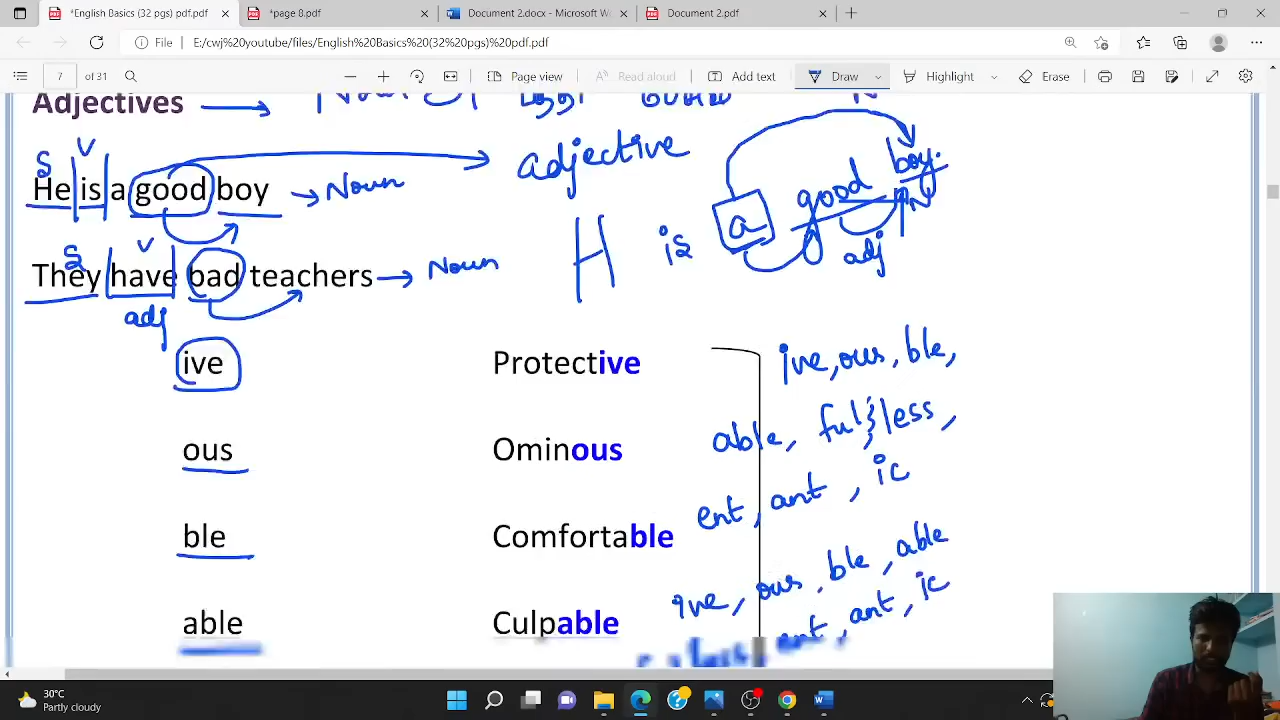 *English Basics (32 pgs) pdf.pdf
*page 8.pdf
Document 2.docx - Microsoft W
Document 2.pdf
File
E:/cwj%20youtube/files/English%20Basics%20(32%20pgs)%20pdf.pdf
7 of 31
Page view
Read aloud
Add text
Draw
Highlight
Erase
Adjectives
S V
He is a good boy
Noun
adjective
H is a good boy.
adj
N
S V
They have bad teachers
Noun
adj
ive
Protective
ive, ous, ble,
able, ful less,
ous
Ominous
ent, ant, ic
ble
Comfortable
ive, ous, ble, able
able
Culpable
less, ent, ant, ic
30°C
Partly cloudy